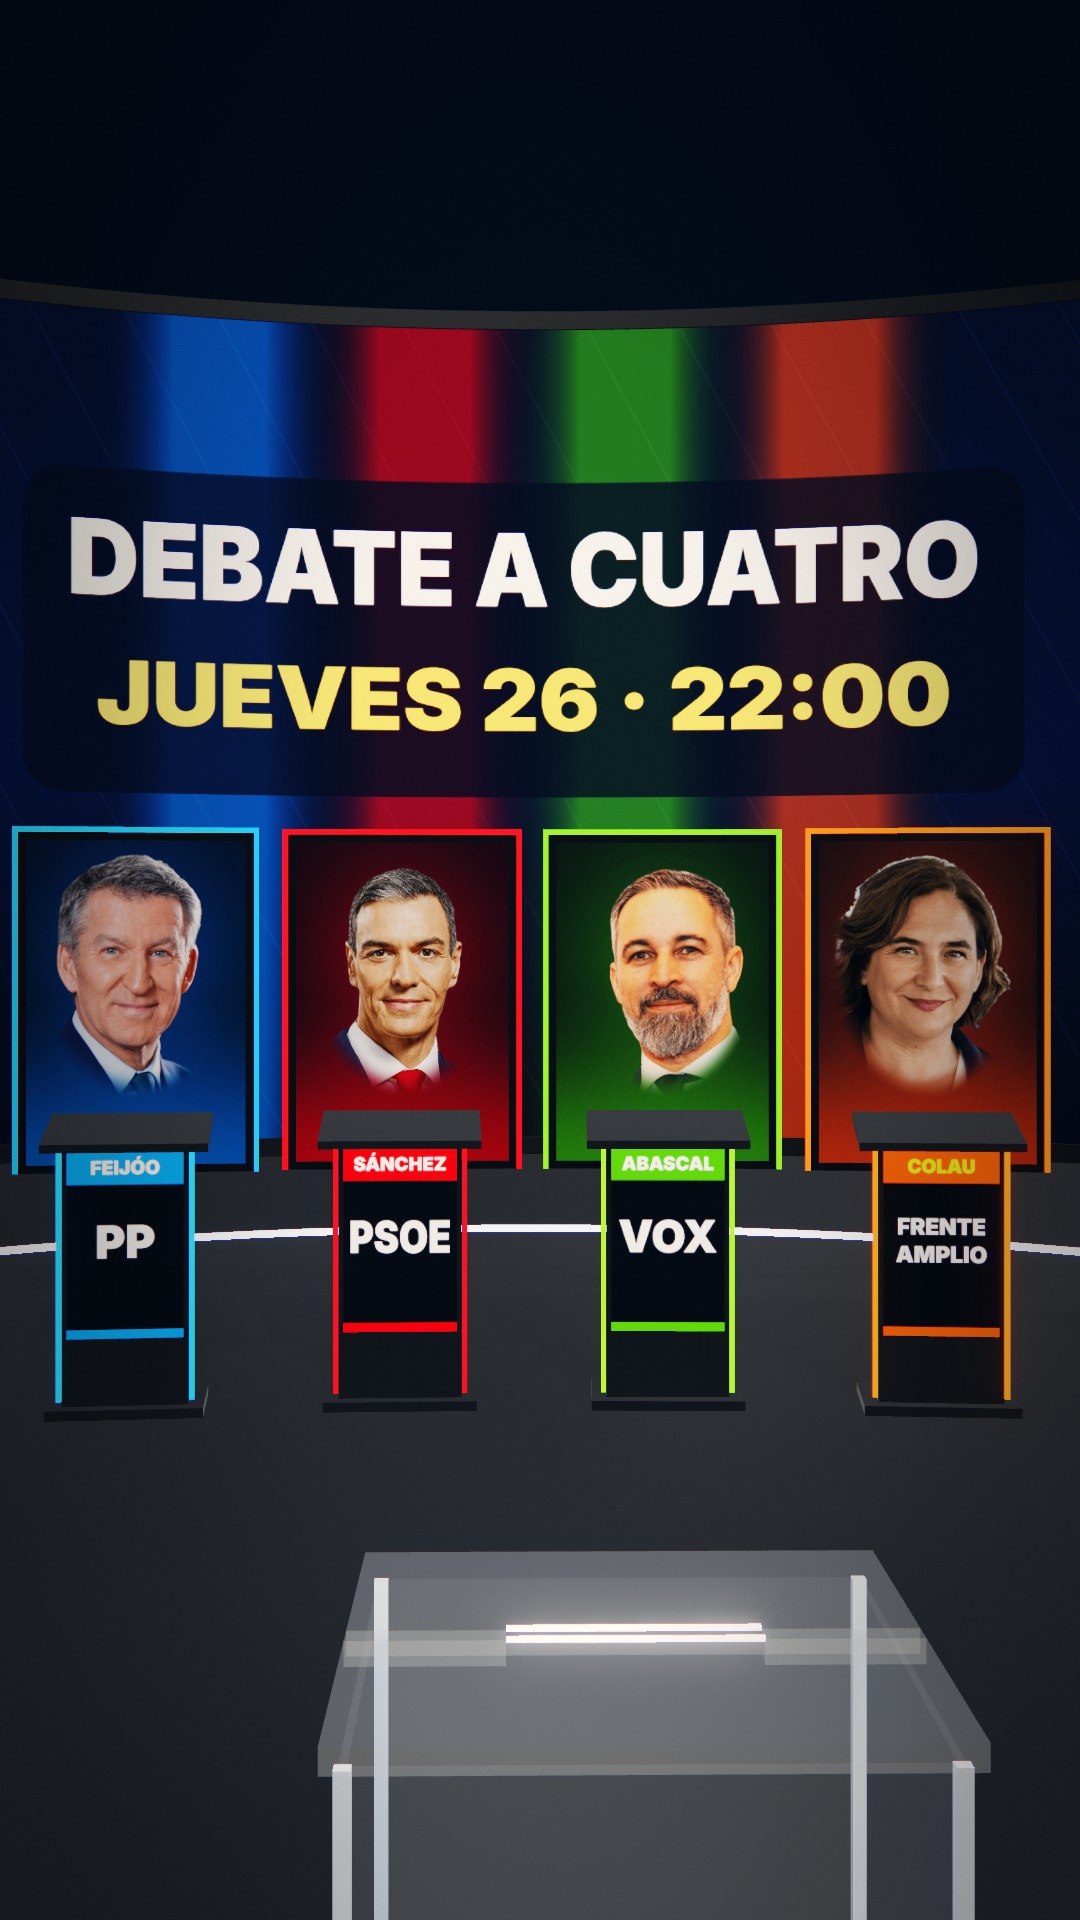 DEBATE A CUATRO
JUEVES 26 · 22:00
FEIJÓO
PP
SÁNCHEZ
PSOE
ABASCAL
VOX
COLAU
FRENTE
AMPLIO